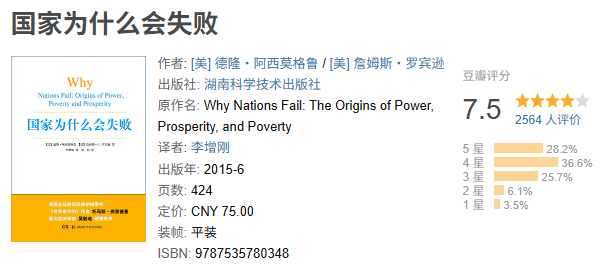 国家为什么会失败
Why
Nations Fail: Origins of Power,
Poverty and Prosperity
国家为什么会失败
作者: [美] 德隆・阿西莫格鲁 / [美] 詹姆斯・罗宾逊
出版社: 湖南科学技术出版社
原作名: Why Nations Fail: The Origins of Power,
Prosperity, and Poverty
译者: 李增刚
出版年: 2015-6
页数: 424
定价: CNY 75.00
装帧: 平装
ISBN: 9787535780348
豆瓣评分
7.5
2564 人评价
5 星 28.2%
4 星 36.6%
3 星 25.7%
2 星 6.1%
1 星 3.5%